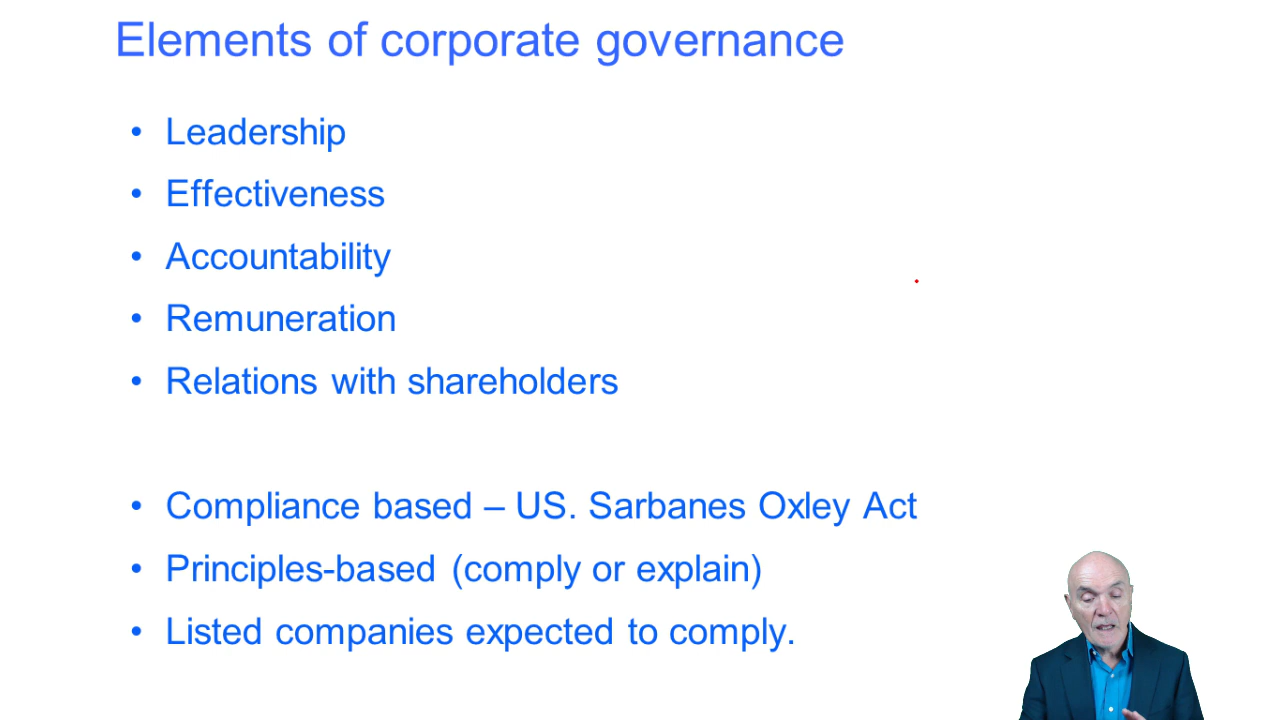 Elements of corporate governance
• Leadership
• Effectiveness
• Accountability
• Remuneration
• Relations with shareholders
• Compliance based – US. Sarbanes Oxley Act
• Principles-based (comply or explain)
• Listed companies expected to comply.